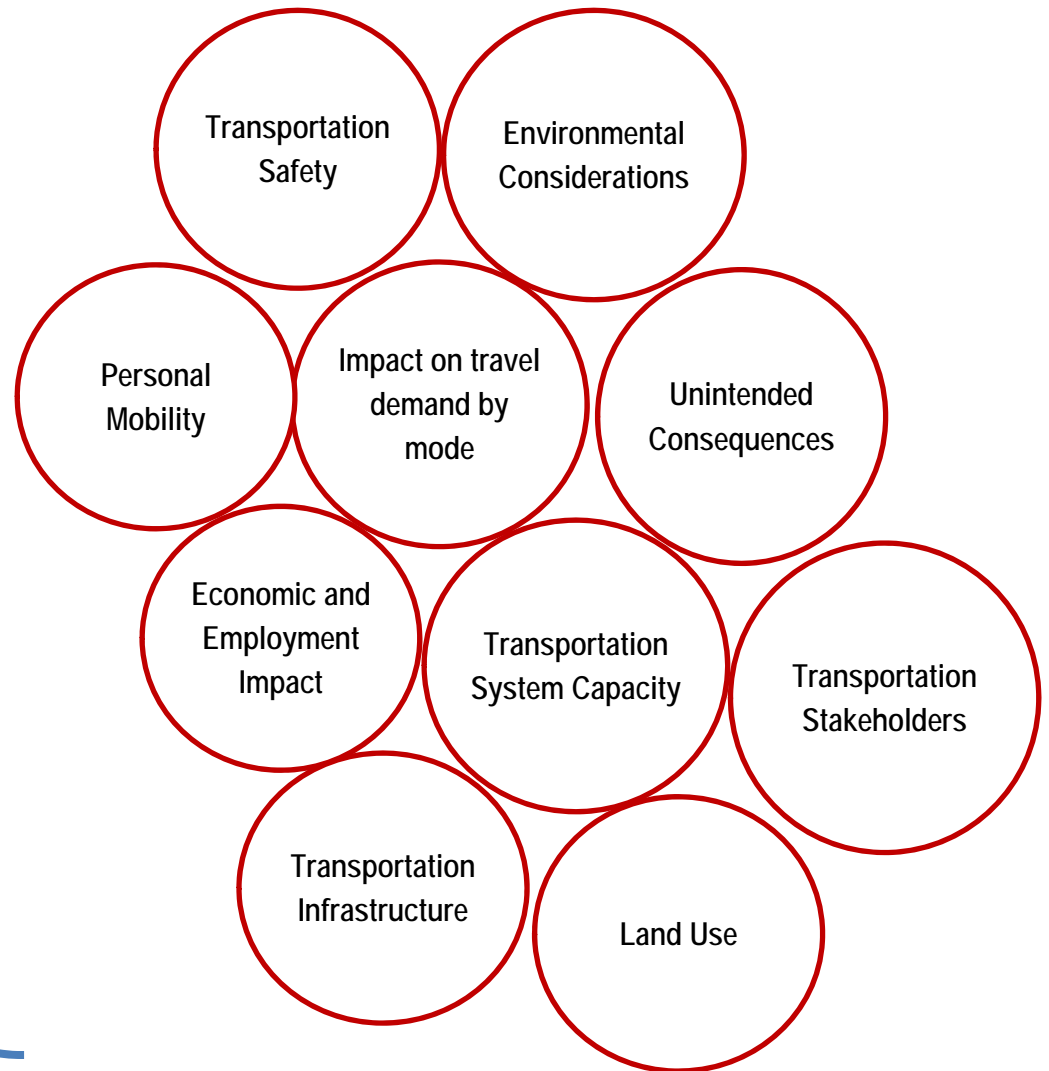 Transportation
Safety
Environmental
Considerations
Personal
Mobility
Impact on travel
demand by
mode
Unintended
Consequences
Economic and
Employment
Impact
Transportation
System Capacity
Transportation
Stakeholders
Transportation
Infrastructure
Land Use